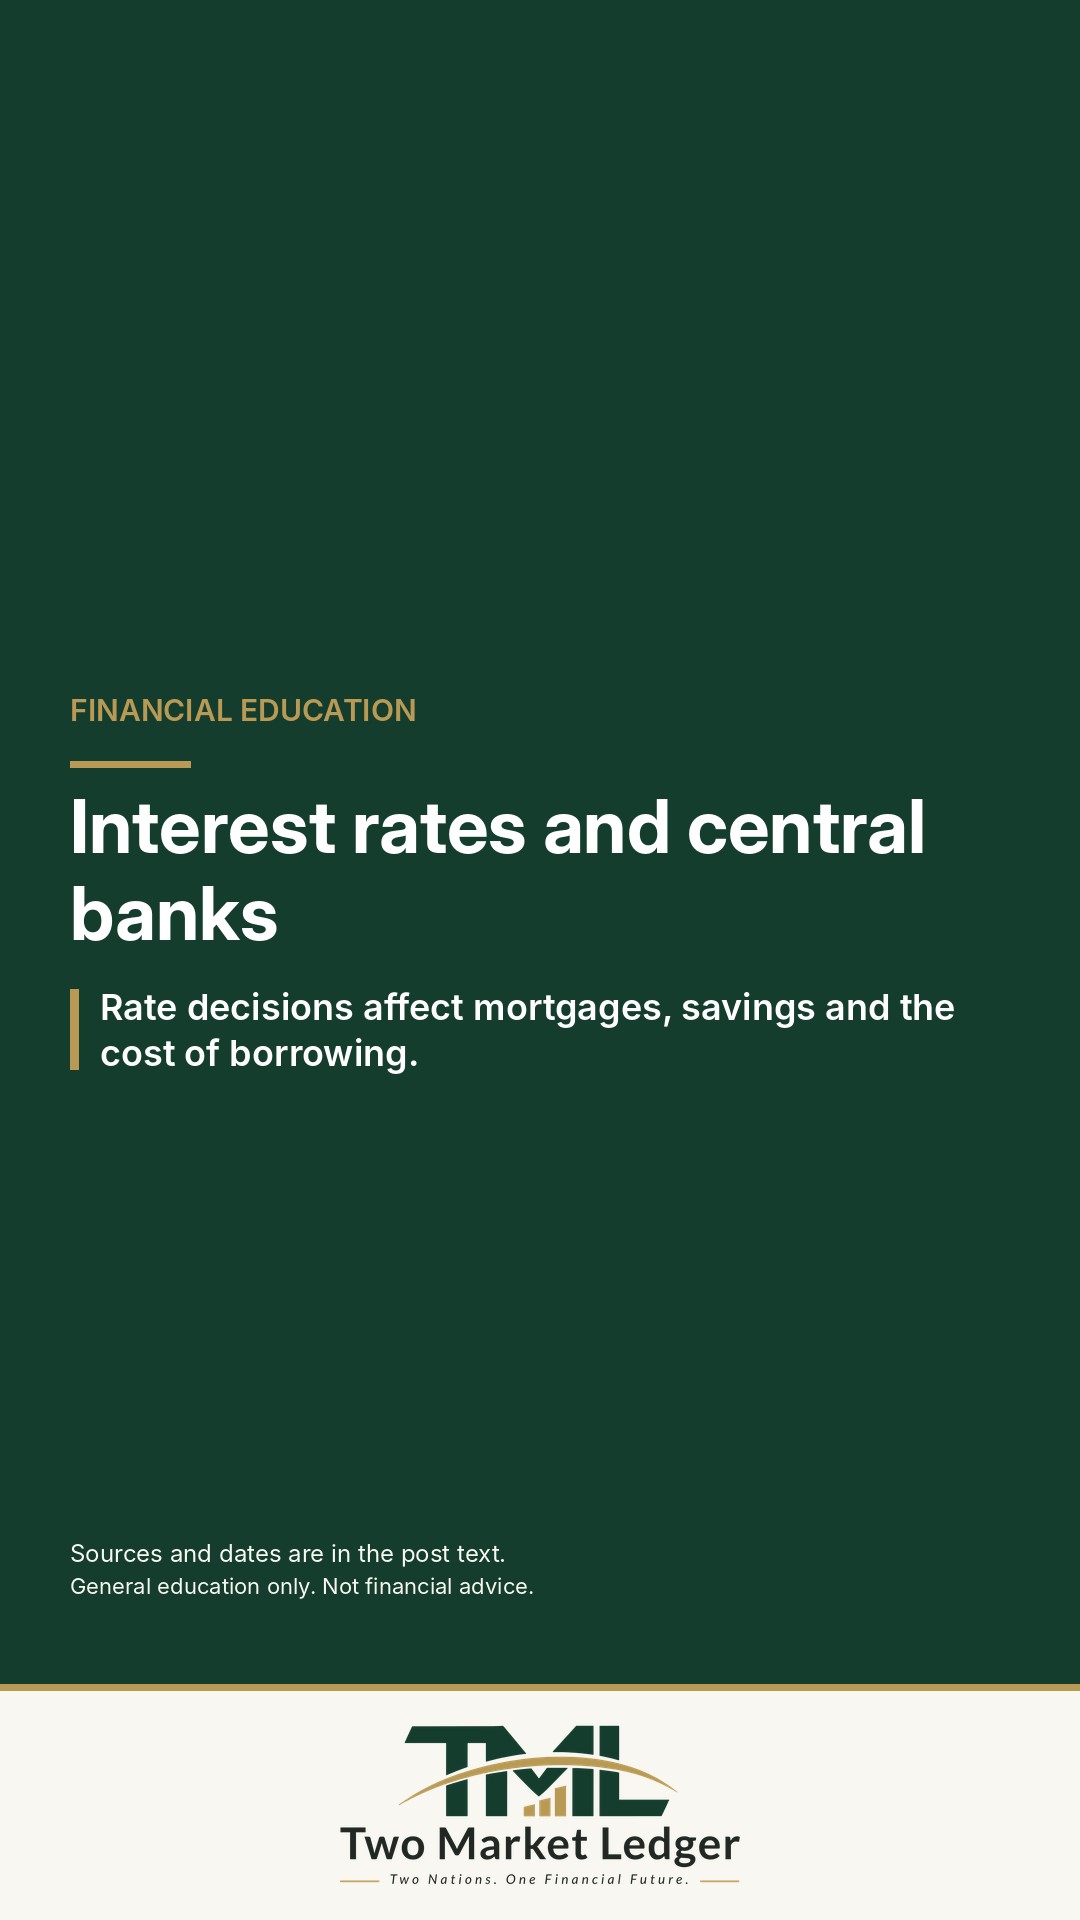 FINANCIAL EDUCATION
Interest rates and central
banks
Rate decisions affect mortgages, savings and the
cost of borrowing.
Sources and dates are in the post text.
General education only. Not financial advice.
TML
Two Market Ledger
Two Nations. One Financial Future.